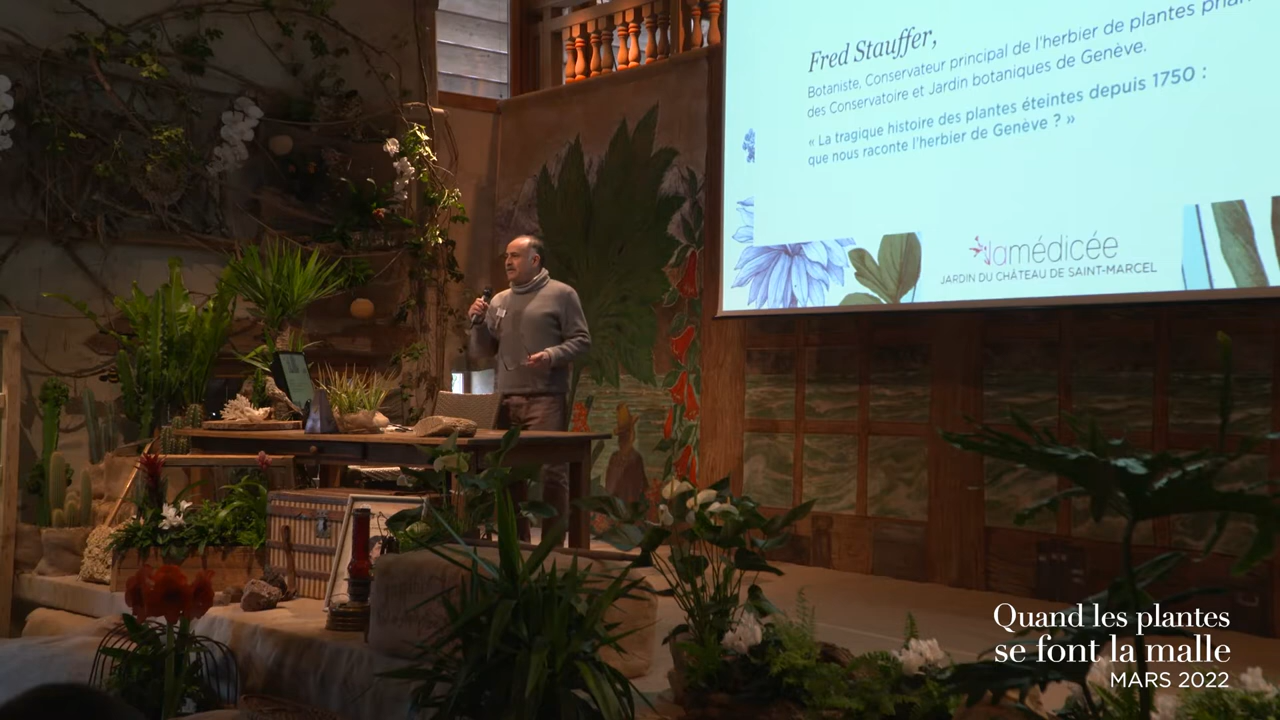 Fred Stauffer,
Botaniste, Conservateur principal de l'herbier de plantes
des Conservatoire et Jardin botaniques de Genève.
« La tragique histoire des plantes éteintes depuis 1750 :
que nous raconte l'herbier de Genève ? »
lamédicée
JARDIN DU CHÂTEAU DE SAINT-MARCEL
Quand les plantes
se font la malle
MARS 2022